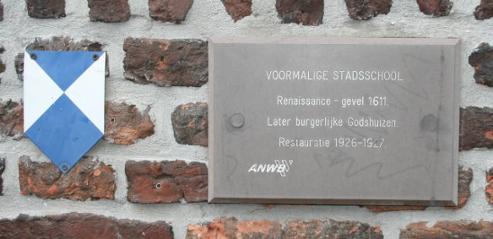 VOORMALIGE STADSSCHOOL
Renaissance - gevel 1611.
Later burgerlijke Godshuizen.
Restauratie 1926-1927.
ANWB